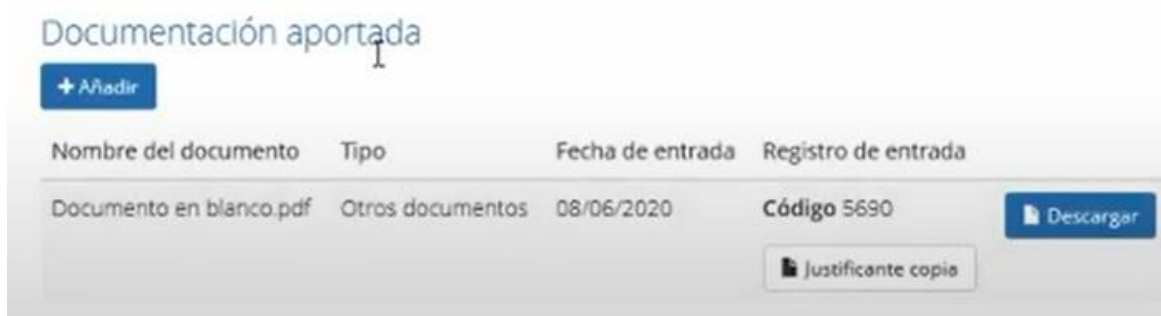 Documentación aportada
+ Añadir
Nombre del documento Tipo Fecha de entrada Registro de entrada
Documento en blanco.pdf Otros documentos 08/06/2020 Código 5690 Descargar
Justificante copia